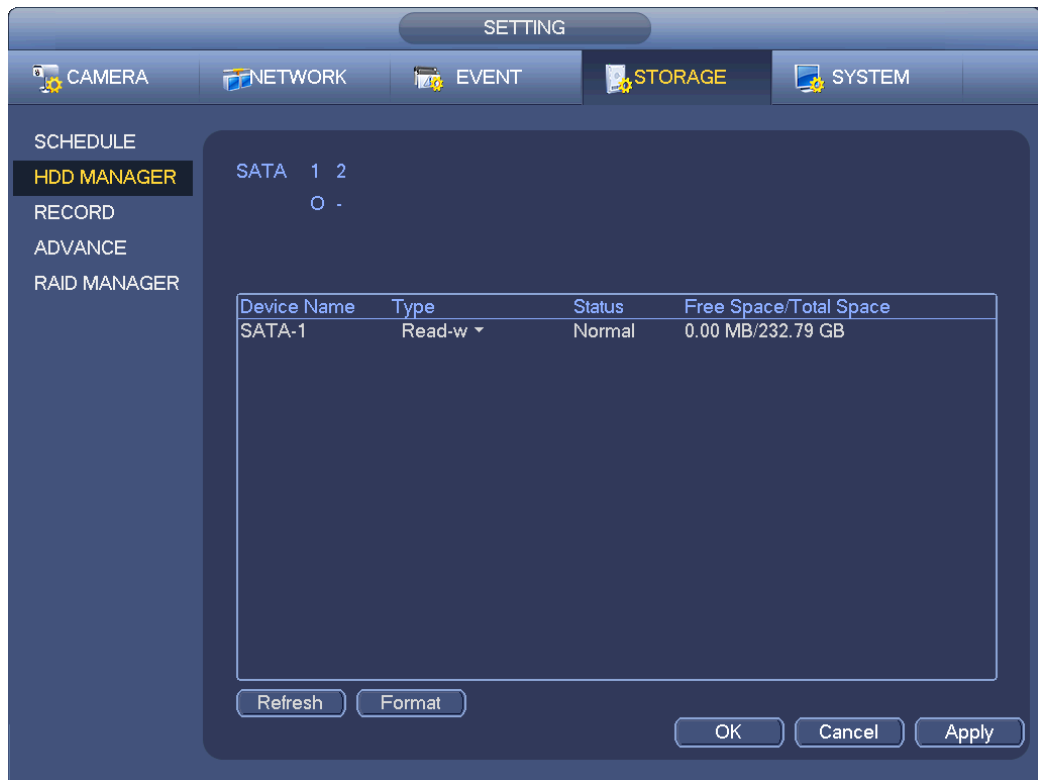 SETTING
CAMERA NETWORK EVENT STORAGE SYSTEM
SCHEDULE
HDD MANAGER
RECORD
ADVANCE
RAID MANAGER
SATA 1 2
O -
Device Name Type Status Free Space/Total Space
SATA-1 Read-w Normal 0.00 MB/232.79 GB
Refresh Format
OK Cancel Apply